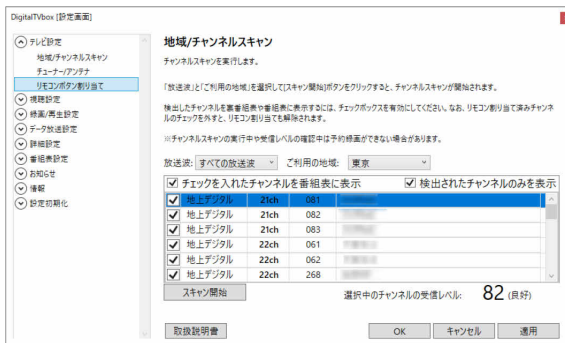 DigitalTVbox [設定画面]
テレビ設定
地域/チャンネルスキャン
チューナー/アンテナ
リモコンボタン割り当て
視聴設定
録画/再生設定
データ放送設定
詳細設定
番組表設定
お知らせ
情報
設定初期化
地域/チャンネルスキャン
チャンネルスキャンを実行します。
「放送波」と「ご利用の地域」を選択して[スキャン開始]ボタンをクリックすると、チャンネルスキャンが開始されます。
検出したチャンネルを裏番組表や番組表に表示するには、チェックボックスを有効にしてください。なお、リモコン割り当て済みチャンネ
ルのチェックを外すと、リモコン割り当ても解除されます。
※チャンネルスキャンの実行中や受信レベルの確認中は予約録画ができない場合があります。
放送波: すべての放送波 ご利用の地域: 東京
チェックを入れたチャンネルを番組表に表示 検出されたチャンネルのみを表示
地上デジタル 21ch 081
地上デジタル 21ch 082
地上デジタル 21ch 083
地上デジタル 22ch 061
地上デジタル 22ch 062
地上デジタル 22ch 268
スキャン開始 選択中のチャンネルの受信レベル: 82 (良好)
取扱説明書 OK キャンセル 適用